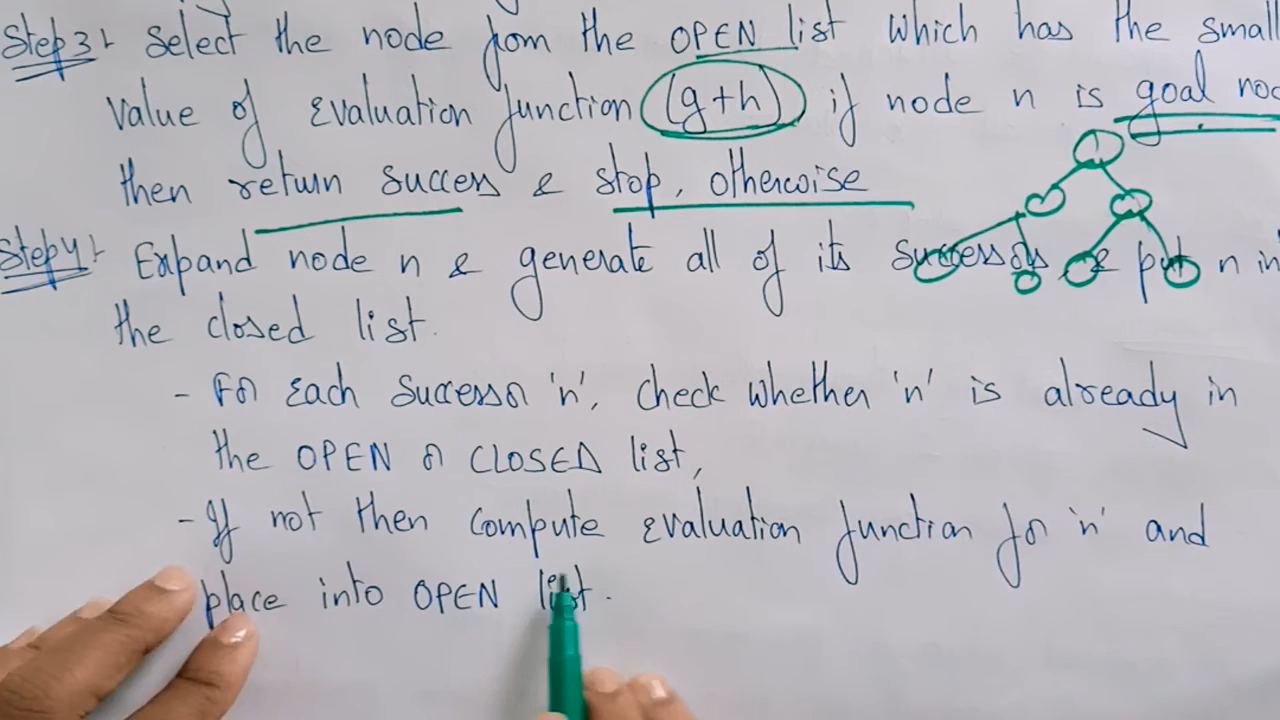 Step3:- Select the node from the OPEN list which has the small
value of Evaluation function (g+h) if node n is goal nod
then return success & stop, otherwise
Step4:- Expand node n & generate all of its successors & put n in
the closed list.
- For Each Successor 'n', check whether 'n' is already in
the OPEN or CLOSED list,
- If not then compute Evaluation function for 'n' and
place into OPEN list.